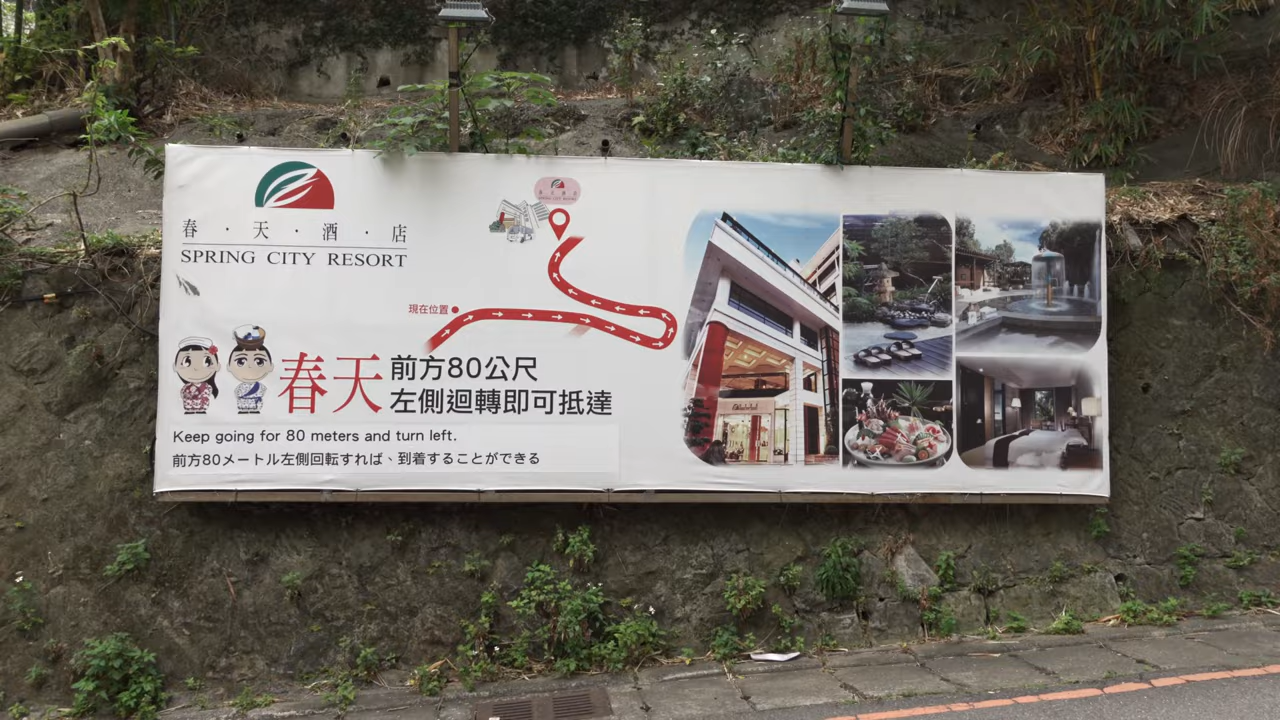 春・天・酒・店
SPRING CITY RESORT
現在位置
春天
前方80公尺
左側迴轉即可抵達
Keep going for 80 meters and turn left.
前方80メートル左側回転すれば、到着することができる